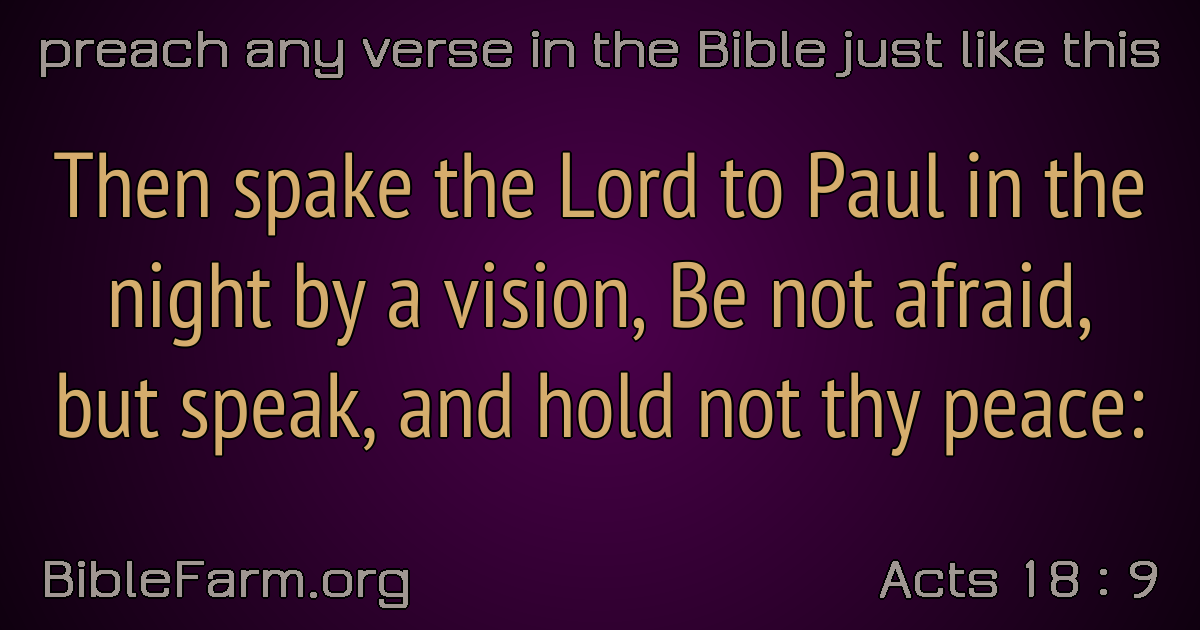 preach any verse in the Bible just like this
Then spake the Lord to Paul in the
night by a vision, Be not afraid,
but speak, and hold not thy peace:
BibleFarm.org
Acts 18 : 9